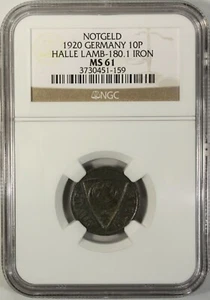 NOTGELD
1920 GERMANY 10P
HALLE LAMB-180.1 IRON
MS 61
3730451-159
NGC